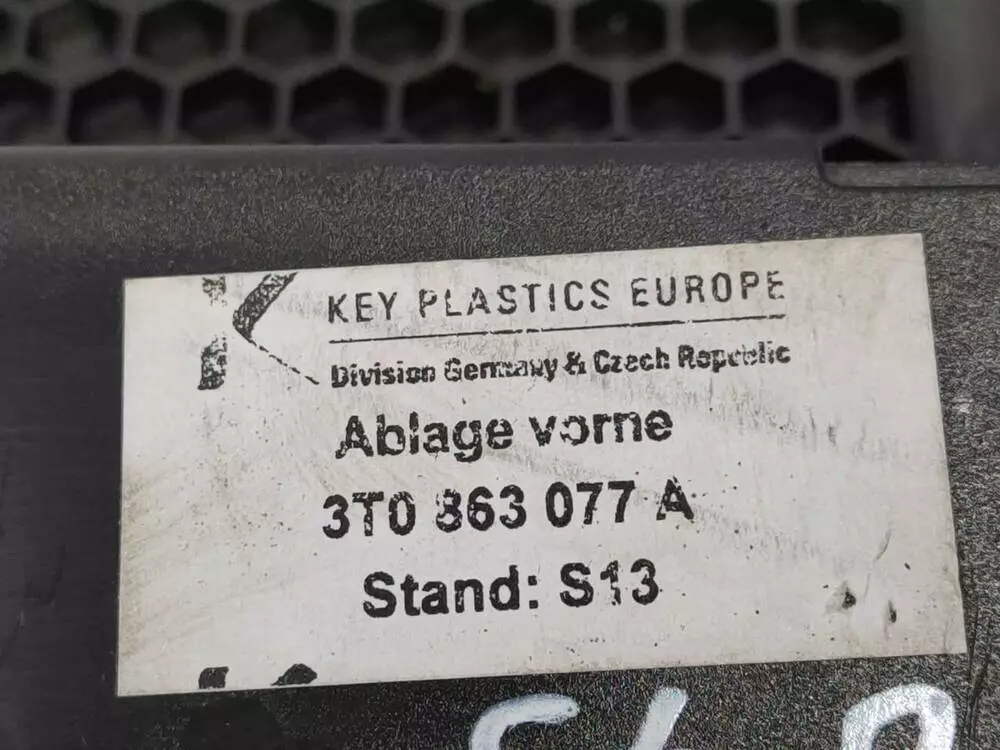 KEY PLASTICS EUROPE
Division Germany & Czech Republic
Ablage vorne
3T0 863 077 A
Stand: S13